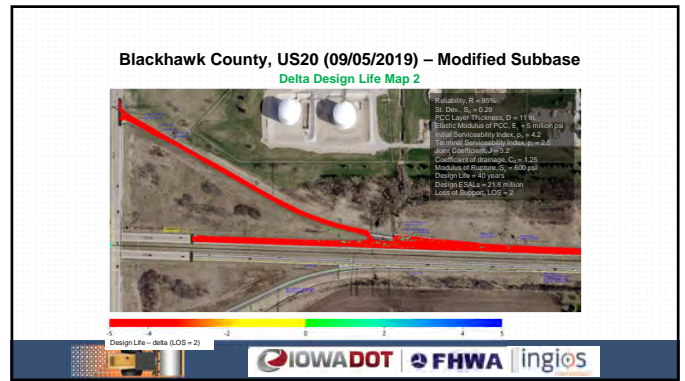 Blackhawk County, US20 (09/05/2019) – Modified Subbase
Delta Design Life Map 2
Reliability, R = 95%
St. Dev., S₀ = 0.29
PCC Layer Thickness, D = 11 in.
Elastic Modulus of PCC, E = 5 million psi
Initial Serviceability Index, p = 4.2
Terminal Serviceability Index, p = 2.5
Joint Coefficient, J = 3.2
Coefficient of drainage, C = 1.25
Modulus of Rupture, S = 600 psi
Design Life = 40 years
Design ESALs = 21.8 million
Loss of Support, LOS = 2
-5 -4 -2 0 2 4 5
Design Life – delta (LOS = 2)
IOWADOT FHWA ingios